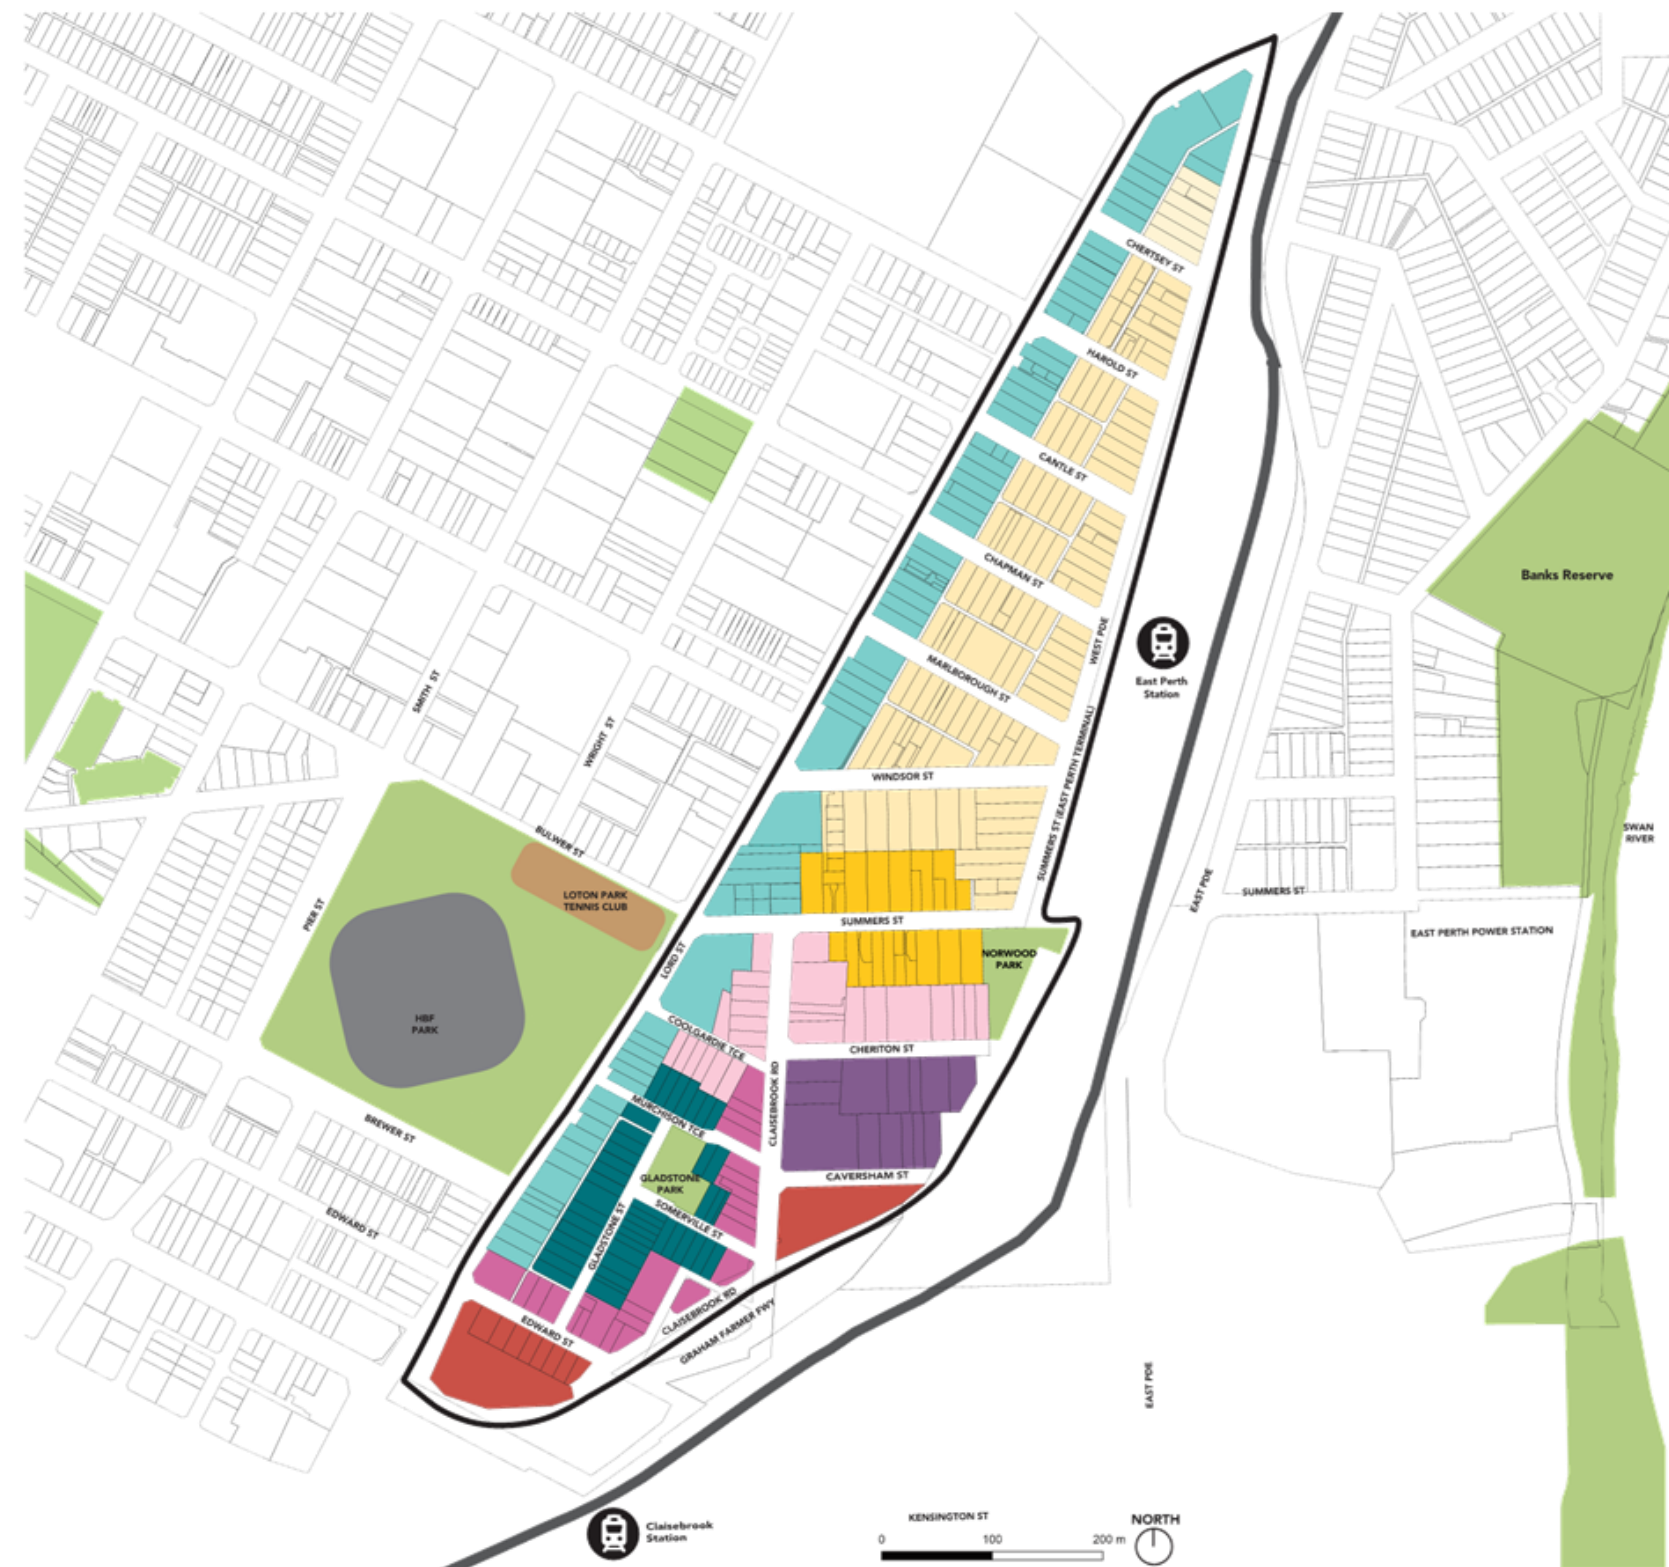 CHERTSEY ST
HAROLD ST
CANTLE ST
CHAPMAN ST
Banks Reserve
WEST PDE
East Perth
Station
MARLBOROUGH ST
SMITH ST
WRIGHT ST
SUMMERS ST (EAST PERTH TERMINAL)
WINDSOR ST
SWAN
RIVER
BULWER ST
LOTON PARK
TENNIS CLUB
PIER ST
EAST PDE
SUMMERS ST
SUMMERS ST
EAST PERTH POWER STATION
LORD ST
NORWOOD
PARK
HBF
PARK
COOLGARDIE TCE
CHERITON ST
CLAISEBROOK RD
MURCHISON TCE
BREWER ST
CAVERSHAM ST
GLADSTONE
PARK
SOMERVILLE ST
GLADSTONE ST
EDWARD ST
CLAISEBROOK RD
EDWARD ST
GRAHAM FARMER FWY
EAST PDE
Claisebrook
Station
KENSINGTON ST
NORTH
0 100 200 m